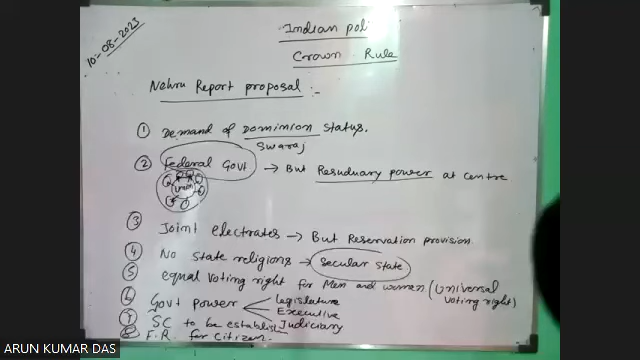 10-08-2023
Indian poli
Crown Rule
Nehru Report proposal :-
① Demand of Dominion Status.
Swaraj
② Federal Govt → But Resuduary power at centre
Union
③ Joint electrates → But Reservation provision
④ No state religions → secular state
⑤ equal voting right for Men and women (Universal
voting right)
⑥ Govt power
Legislature
Executive
Judiciary
⑦ SC to be establish
⑧ F.R for citizen.
ARUN KUMAR DAS